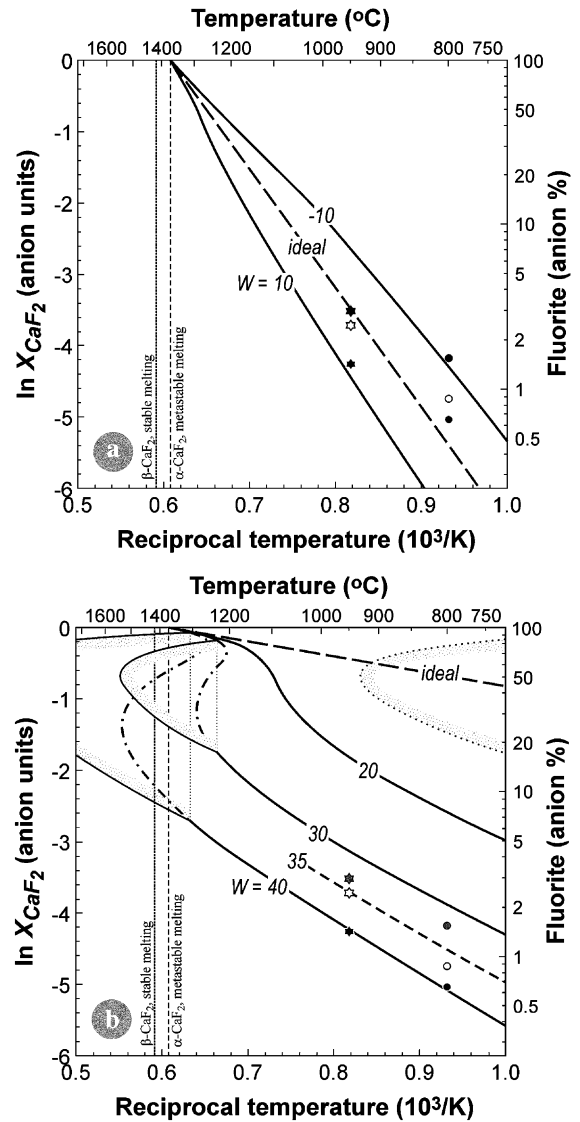 Temperature (oC)
1600 1400 1200 1000 900 800 750
0
-1
-2
-3
-4
-5
-6
ln XCaF2 (anion units)
100
50
20
10
5
2
1
0.5
Fluorite (anion %)
-10
ideal
W = 10
β-CaF2, stable melting
α-CaF2, metastable melting
a
0.5 0.6 0.7 0.8 0.9 1.0
Reciprocal temperature (103/K)
Temperature (oC)
1600 1400 1200 1000 900 800 700
0
-1
-2
-3
-4
-5
-6
ln XCaF2 (anion units)
100
50
20
10
5
2
1
0.5
Fluorite (anion %)
ideal
20
30
35
W = 40
β-CaF2, stable melting
α-CaF2, metastable melting
b
0.5 0.6 0.7 0.8 0.9 1.0
Reciprocal temperature (103/K)